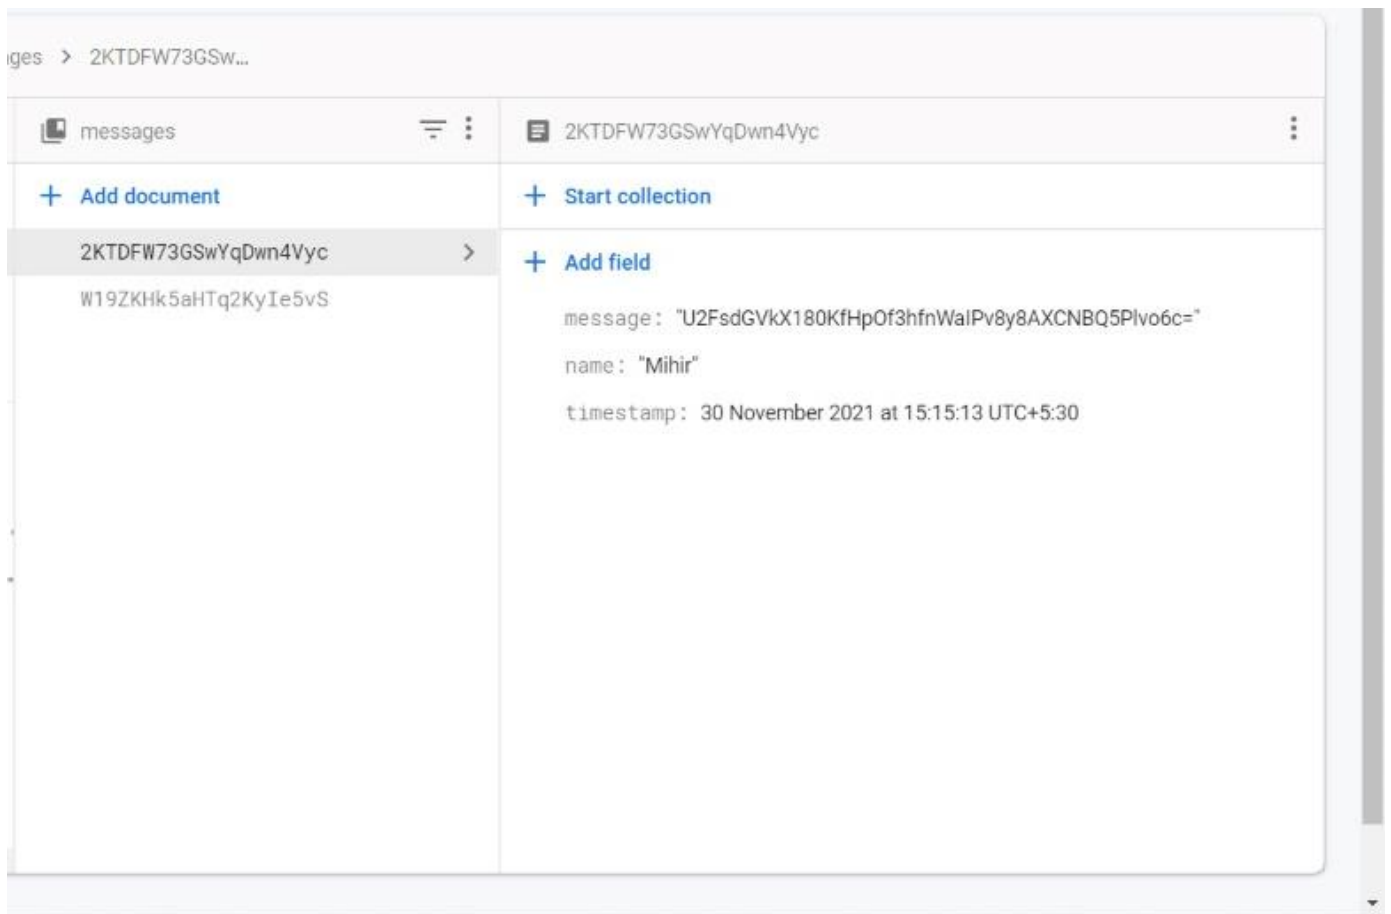 ges > 2KTDFW73GSw...
messages
2KTDFW73GSwYqDwn4Vyc
+ Add document
+ Start collection
2KTDFW73GSwYqDwn4Vyc >
+ Add field
W19ZKHk5aHTq2KyIe5vS
message: "U2FsdGVkX180KfHpOf3hfnWaIPv8y8AXCNBQ5Plvo6c="
name: "Mihir"
timestamp: 30 November 2021 at 15:15:13 UTC+5:30